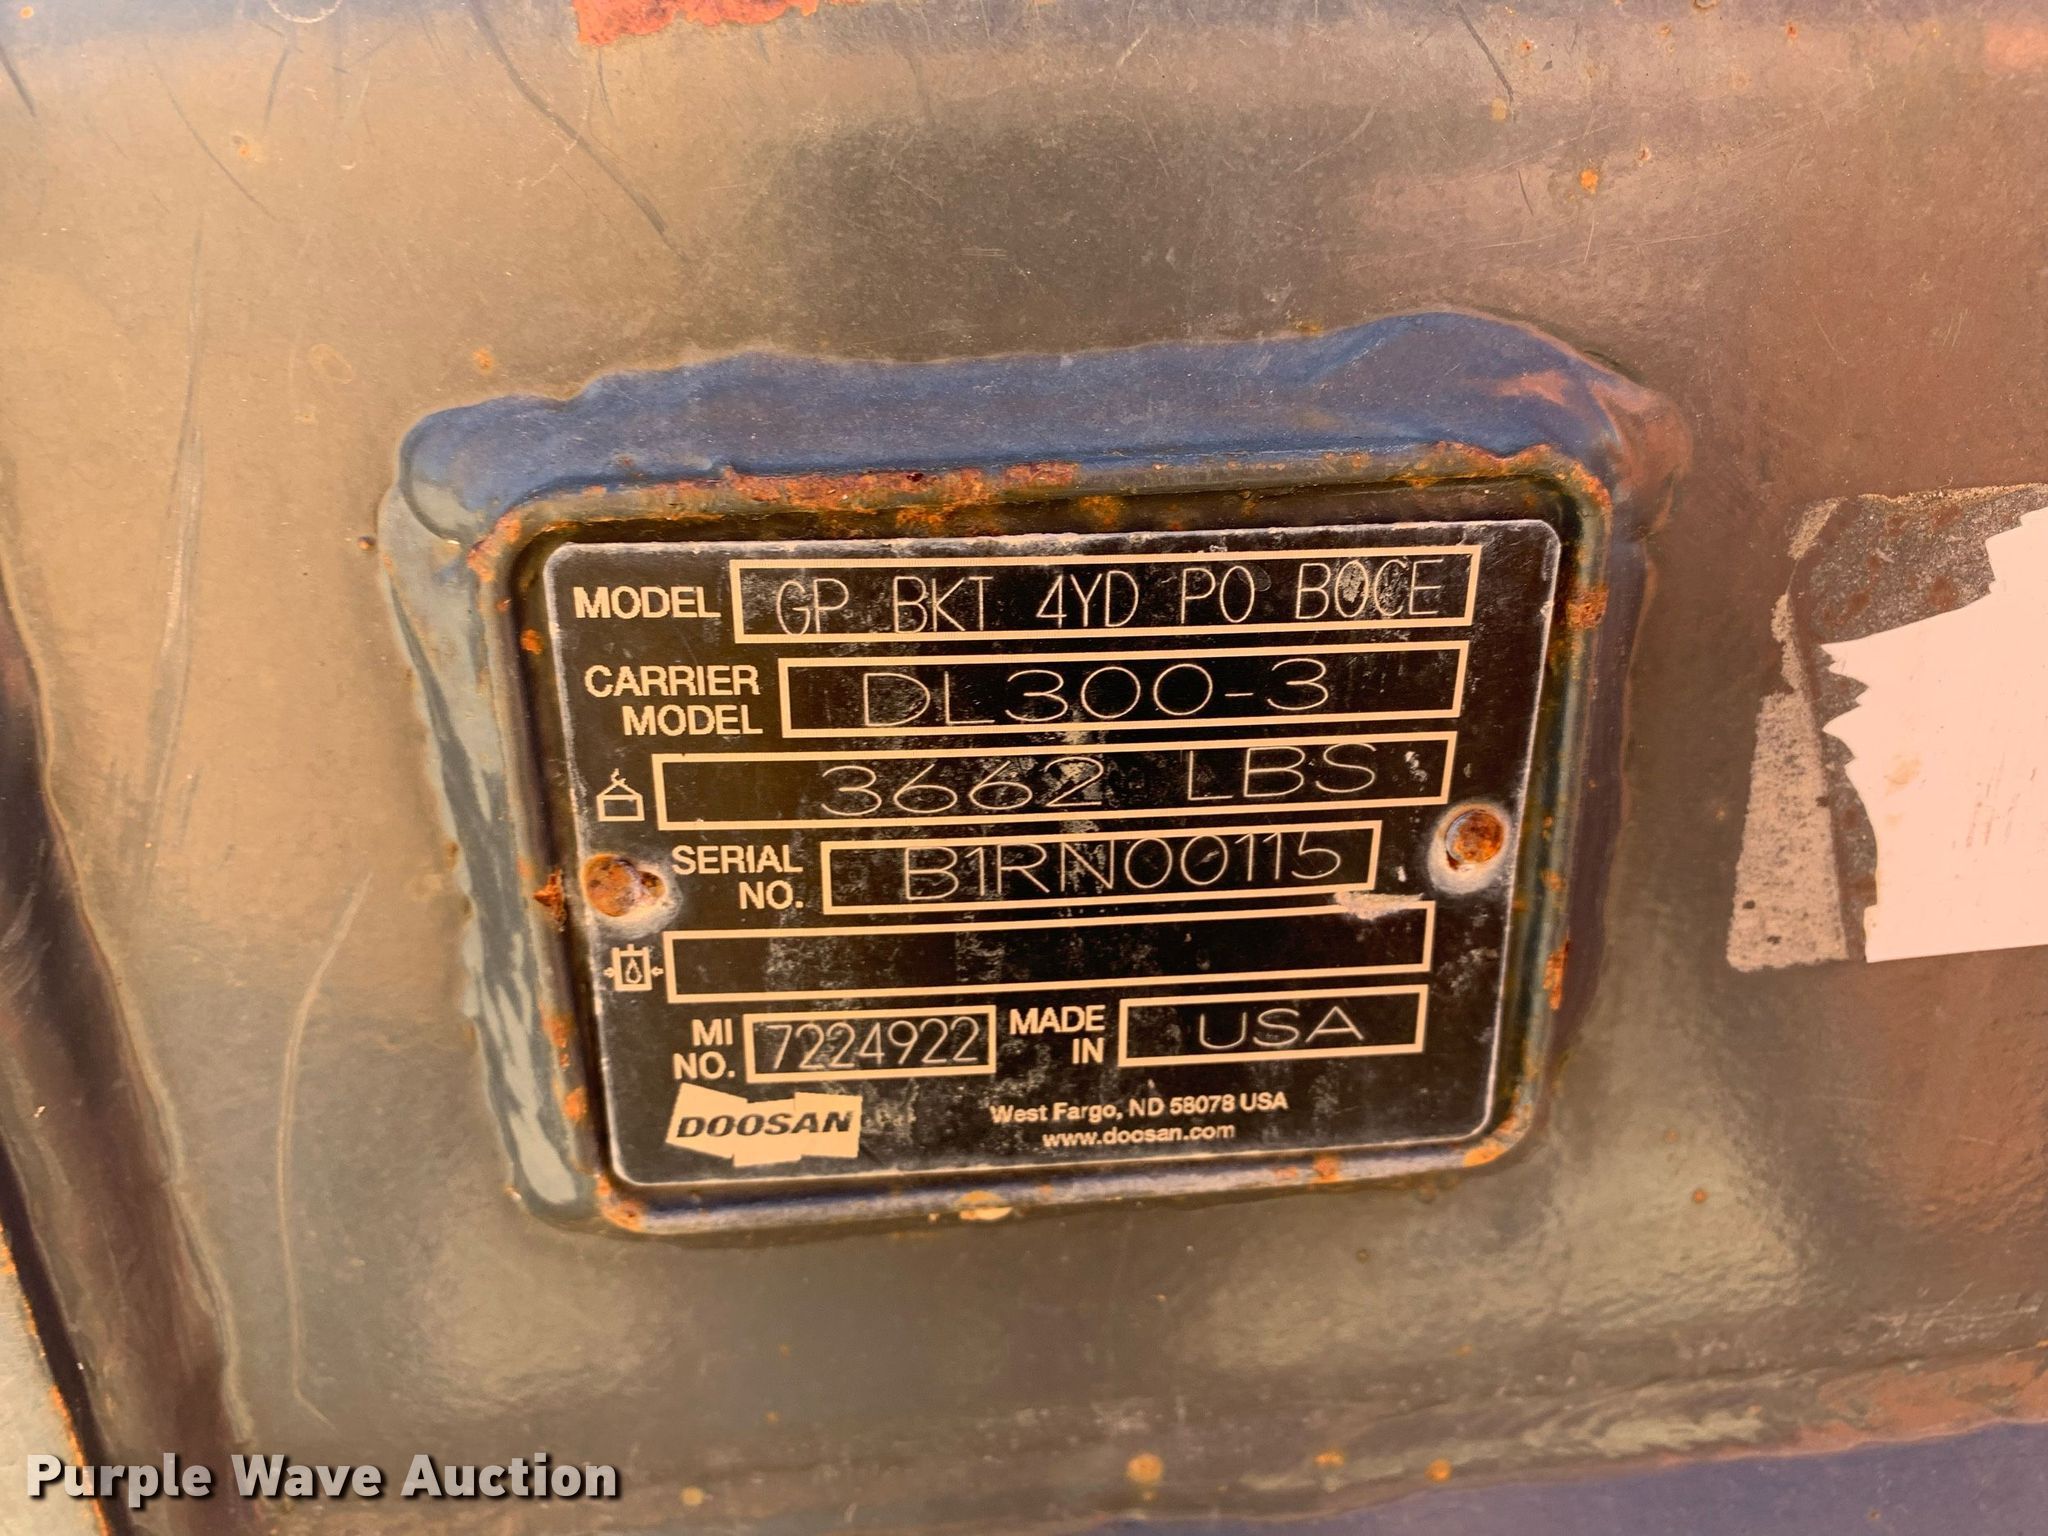 MODEL GP BKT 4YD PO BOCE
CARRIER MODEL DL300-3
3662 LBS
SERIAL NO. B1RN00115
MI NO. 7224922 MADE IN USA
DOOSAN
West Fargo, ND 58078 USA
www.doosan.com
Purple Wave Auction